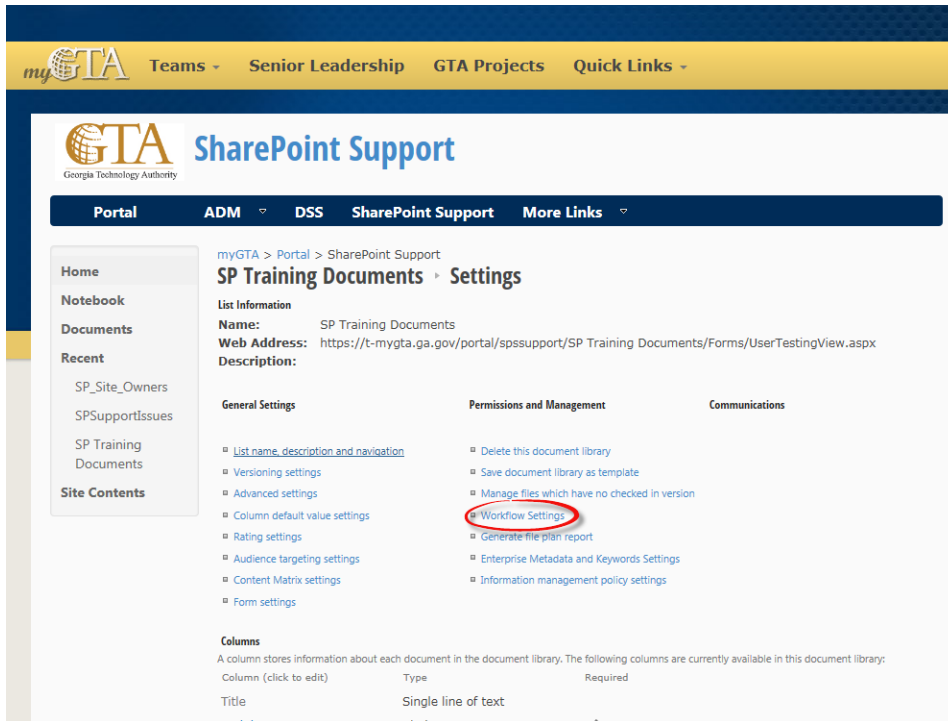 myGTA Teams Senior Leadership GTA Projects Quick Links
GTA
Georgia Technology Authority
SharePoint Support
Portal ADM DSS SharePoint Support More Links
Home
Notebook
Documents
Recent
SP_Site_Owners
SPSupportIssues
SP Training
Documents
Site Contents
myGTA > Portal > SharePoint Support
SP Training Documents Settings
List Information
Name: SP Training Documents
Web Address: https://t-mygta.ga.gov/portal/spssupport/SP Training Documents/Forms/UserTestingView.aspx
Description:
General Settings
List name, description and navigation
Versioning settings
Advanced settings
Column default value settings
Rating settings
Audience targeting settings
Content Matrix settings
Form settings
Permissions and Management
Delete this document library
Save document library as template
Manage files which have no checked in version
Workflow Settings
Generate file plan report
Enterprise Metadata and Keywords Settings
Information management policy settings
Communications
Columns
A column stores information about each document in the document library. The following columns are currently available in this document library:
Column (click to edit) Type Required
Title Single line of text